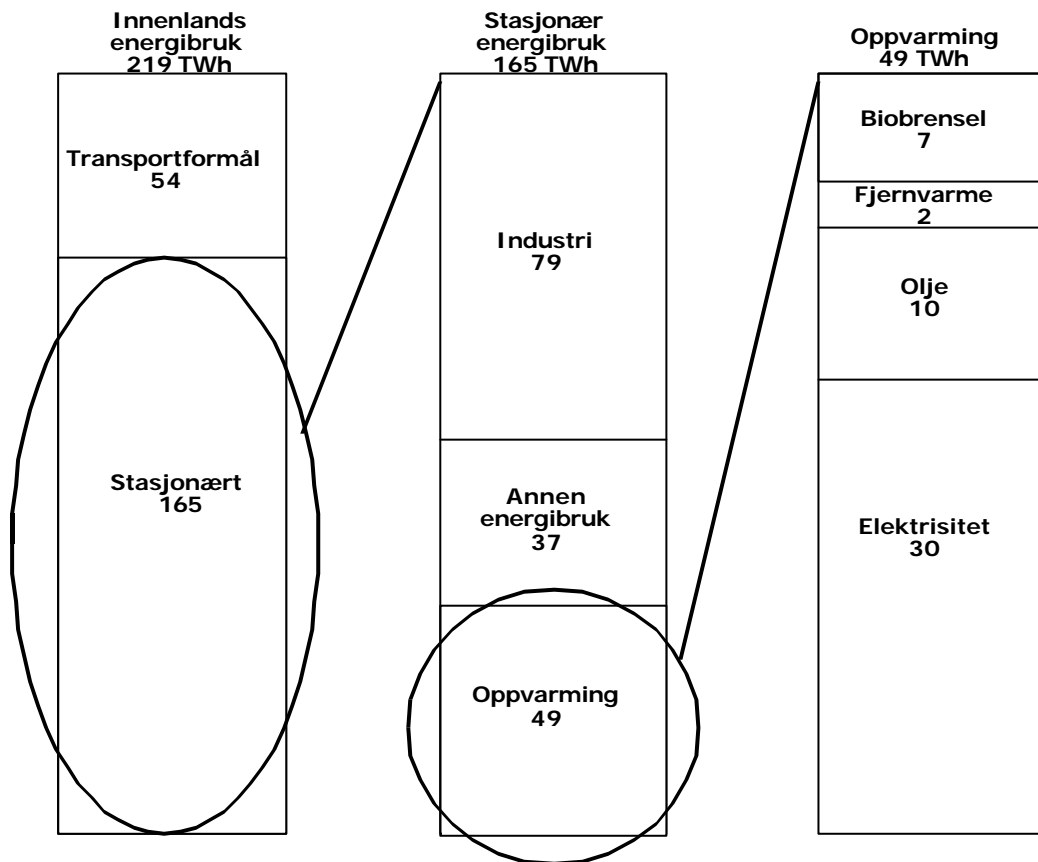 Innenlands
energibruk
219 TWh
Transportformål
54
Stasjonært
165
Stasjonær
energibruk
165 TWh
Industri
79
Annen
energibruk
37
Oppvarming
49
Oppvarming
49 TWh
Biobrensel
7
Fjernvarme
2
Olje
10
Elektrisitet
30